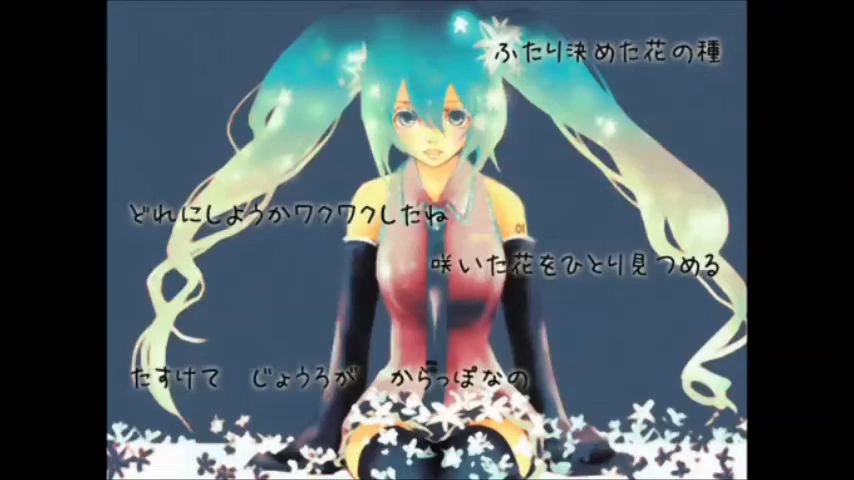 ふたり決めた花の種
どれにしようかワクワクしたね
咲いた花をひとり見つめる
たすけて じょうろが からっぽなの
01